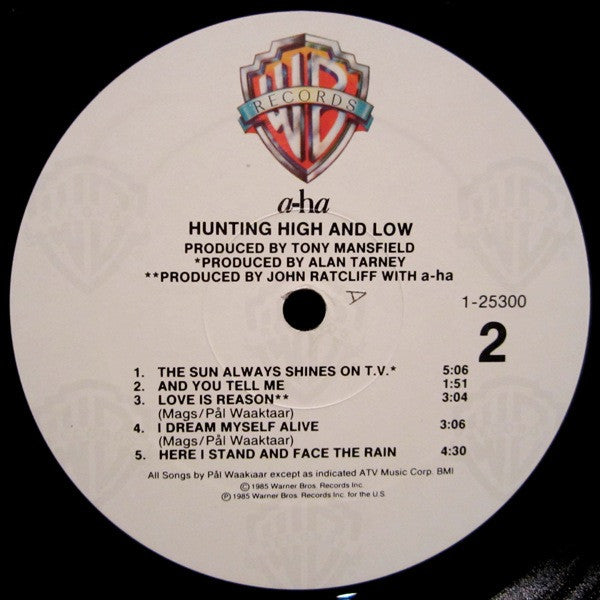 WB
RECORDS
a-ha
HUNTING HIGH AND LOW
PRODUCED BY TONY MANSFIELD
*PRODUCED BY ALAN TARNEY
**PRODUCED BY JOHN RATCLIFF WITH a-ha
A
1-25300
2
1. THE SUN ALWAYS SHINES ON T.V.* 5:06
2. AND YOU TELL ME 1:51
3. LOVE IS REASON** 3:04
(Mags/Pål Waaktaar)
4. I DREAM MYSELF ALIVE 3:06
(Mags/Pål Waaktaar)
5. HERE I STAND AND FACE THE RAIN 4:30
All Songs by Pål Waaktaar except as indicated ATV Music Corp. BMI
© 1985 Warner Bros. Records Inc.
℗ 1985 Warner Bros. Records Inc. for the U.S.